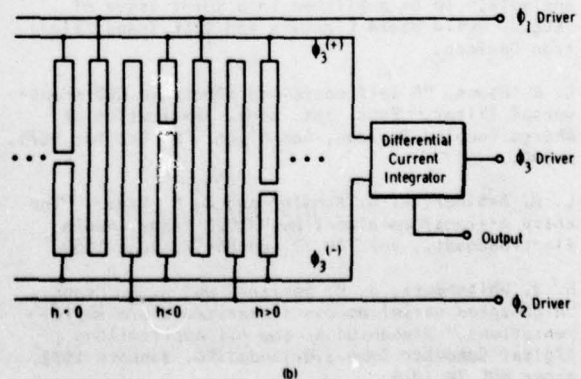 ϕ₁ Driver
ϕ₃⁽⁺⁾
Differential
Current
Integrator
ϕ₃ Driver
Output
ϕ₃⁽⁻⁾
ϕ₂ Driver
h < 0 h<0 h>0
(b)